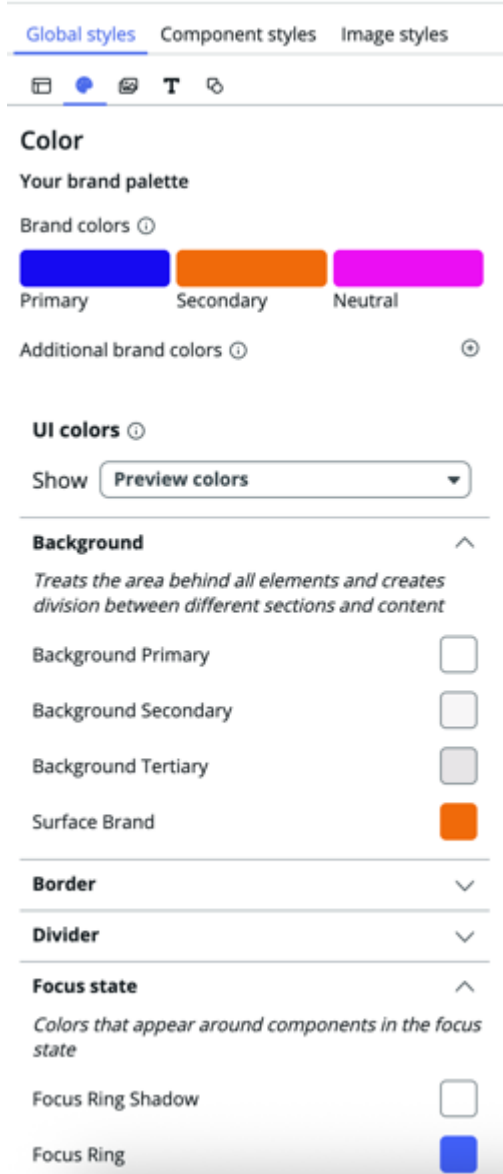 Global styles Component styles Image styles
T
Color
Your brand palette
Brand colors
Primary Secondary Neutral
Additional brand colors
UI colors
Show Preview colors
Background
Treats the area behind all elements and creates
division between different sections and content
Background Primary
Background Secondary
Background Tertiary
Surface Brand
Border
Divider
Focus state
Colors that appear around components in the focus
state
Focus Ring Shadow
Focus Ring